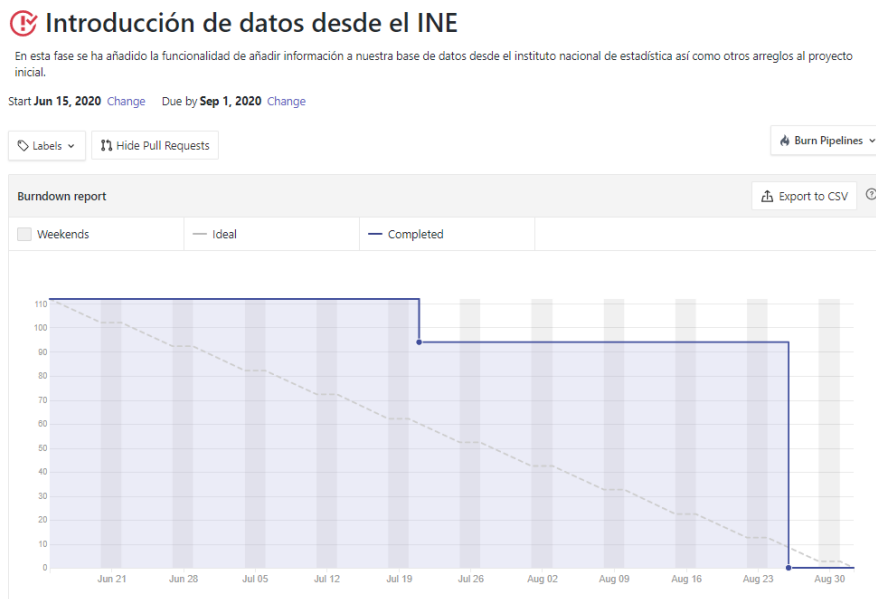 Introducción de datos desde el INE
En esta fase se ha añadido la funcionalidad de añadir información a nuestra base de datos desde el instituto nacional de estadística así como otros arreglos al proyecto
inicial.
Start Jun 15, 2020 Change Due by Sep 1, 2020 Change
Labels Hide Pull Requests Burn Pipelines
Burndown report Export to CSV
Weekends Ideal Completed
110
100
90
80
70
60
50
40
30
20
10
0
Jun 21 Jun 28 Jul 05 Jul 12 Jul 19 Jul 26 Aug 02 Aug 09 Aug 16 Aug 23 Aug 30